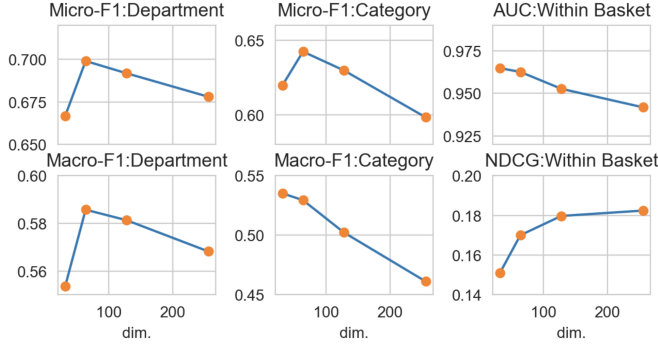 Micro-F1:Department
Micro-F1:Category
AUC:Within Basket
0.700
0.675
0.650
0.65
0.60
0.975
0.950
0.925
Macro-F1:Department
Macro-F1:Category
NDCG:Within Basket
0.60
0.58
0.56
0.55
0.50
0.45
0.20
0.18
0.16
0.14
100 200
100 200
100 200
dim.
dim.
dim.